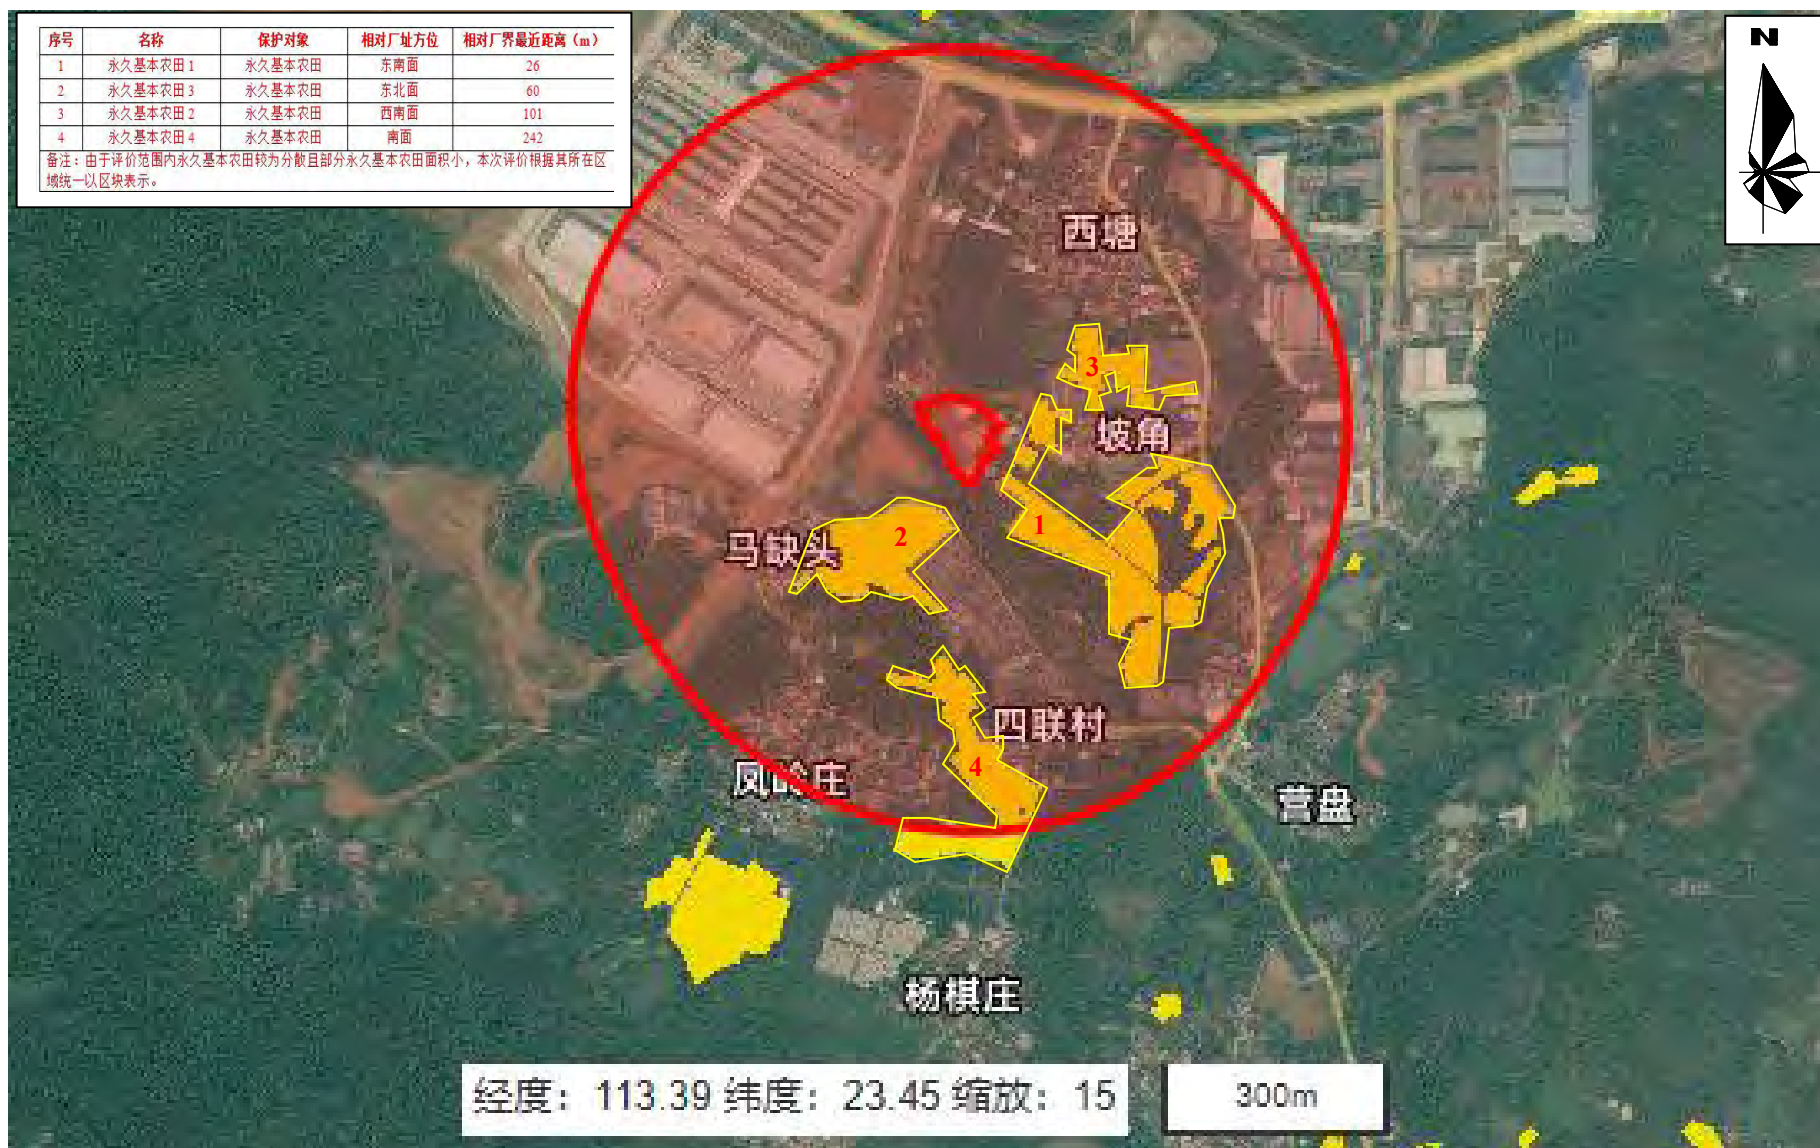 序号 名称 保护对象 相对厂址方位 相对厂界最近距离（m）
1 永久基本农田1 永久基本农田 东南面 26
2 永久基本农田3 永久基本农田 东北面 60
3 永久基本农田2 永久基本农田 西南面 101
4 永久基本农田4 永久基本农田 南面 242
备注：由于评价范围内永久基本农田较为分散且部分永久基本农田面积小，本次评价根据其所在区
域统一以区块表示。
N
西塘
3
坡角
1
2
马缺头
四联村
4
凤岭庄
营盘
杨棋庄
经度：113.39 纬度：23.45 缩放：15
300m